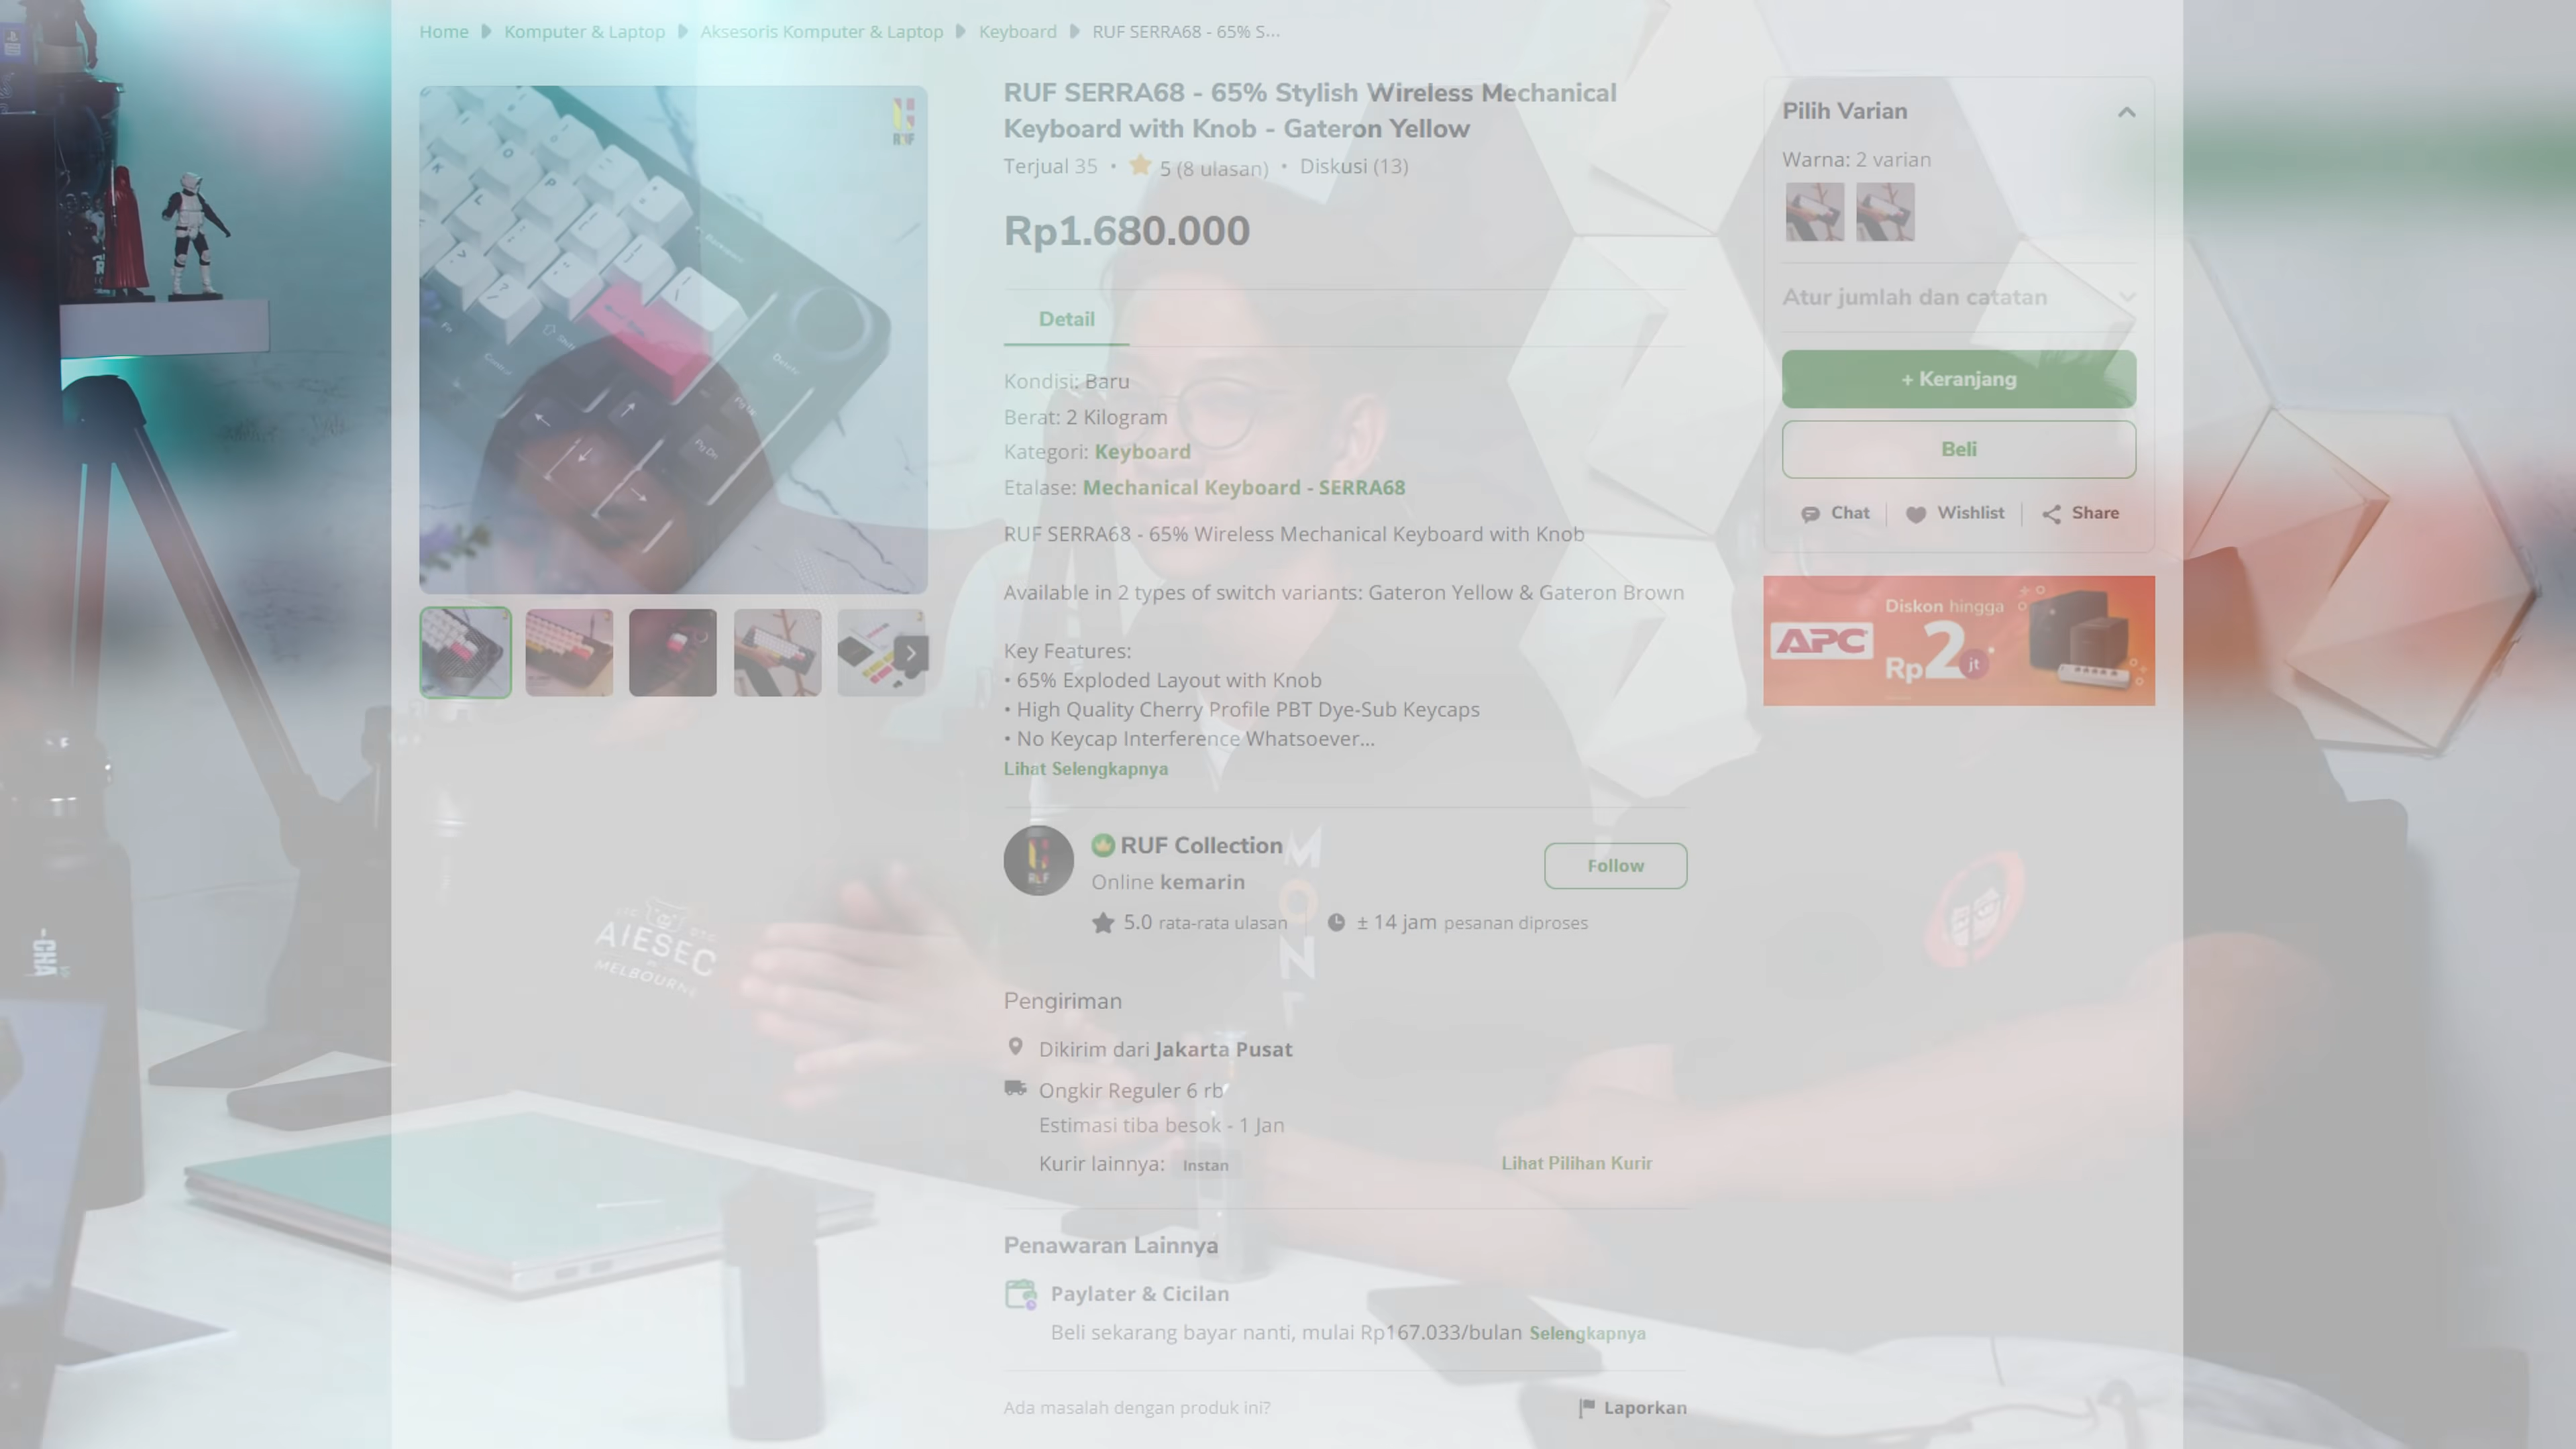 Home Komputer & Laptop Aksesoris Komputer & Laptop Keyboard RUF SERRA68 - 65% S...
RUF
RUF SERRA68 - 65% Stylish Wireless Mechanical
Keyboard with Knob - Gateron Yellow
Terjual 35 • 5 (8 ulasan) • Diskusi (13)
Rp1.680.000
Detail
Kondisi: Baru
Berat: 2 Kilogram
Kategori: Keyboard
Etalase: Mechanical Keyboard - SERRA68
RUF SERRA68 - 65% Wireless Mechanical Keyboard with Knob
Available in 2 types of switch variants: Gateron Yellow & Gateron Brown
Key Features:
• 65% Exploded Layout with Knob
• High Quality Cherry Profile PBT Dye-Sub Keycaps
• No Keycap Interference Whatsoever...
Lihat Selengkapnya
RUF Collection
Online kemarin
Follow
5.0 rata-rata ulasan ± 14 jam pesanan diproses
Pengiriman
Dikirim dari Jakarta Pusat
Ongkir Reguler 6 rb
Estimasi tiba besok - 1 Jan
Kurir lainnya: Instan
Lihat Pilihan Kurir
Penawaran Lainnya
Paylater & Cicilan
Beli sekarang bayar nanti, mulai Rp167.033/bulan Selengkapnya
Ada masalah dengan produk ini?
Laporkan
Pilih Varian
Warna: 2 varian
Atur jumlah dan catatan
+ Keranjang
Beli
Chat Wishlist Share
APC
Diskon hingga
Rp2 jt
AIESEC
in
MELBOURNE
MON
-CHA